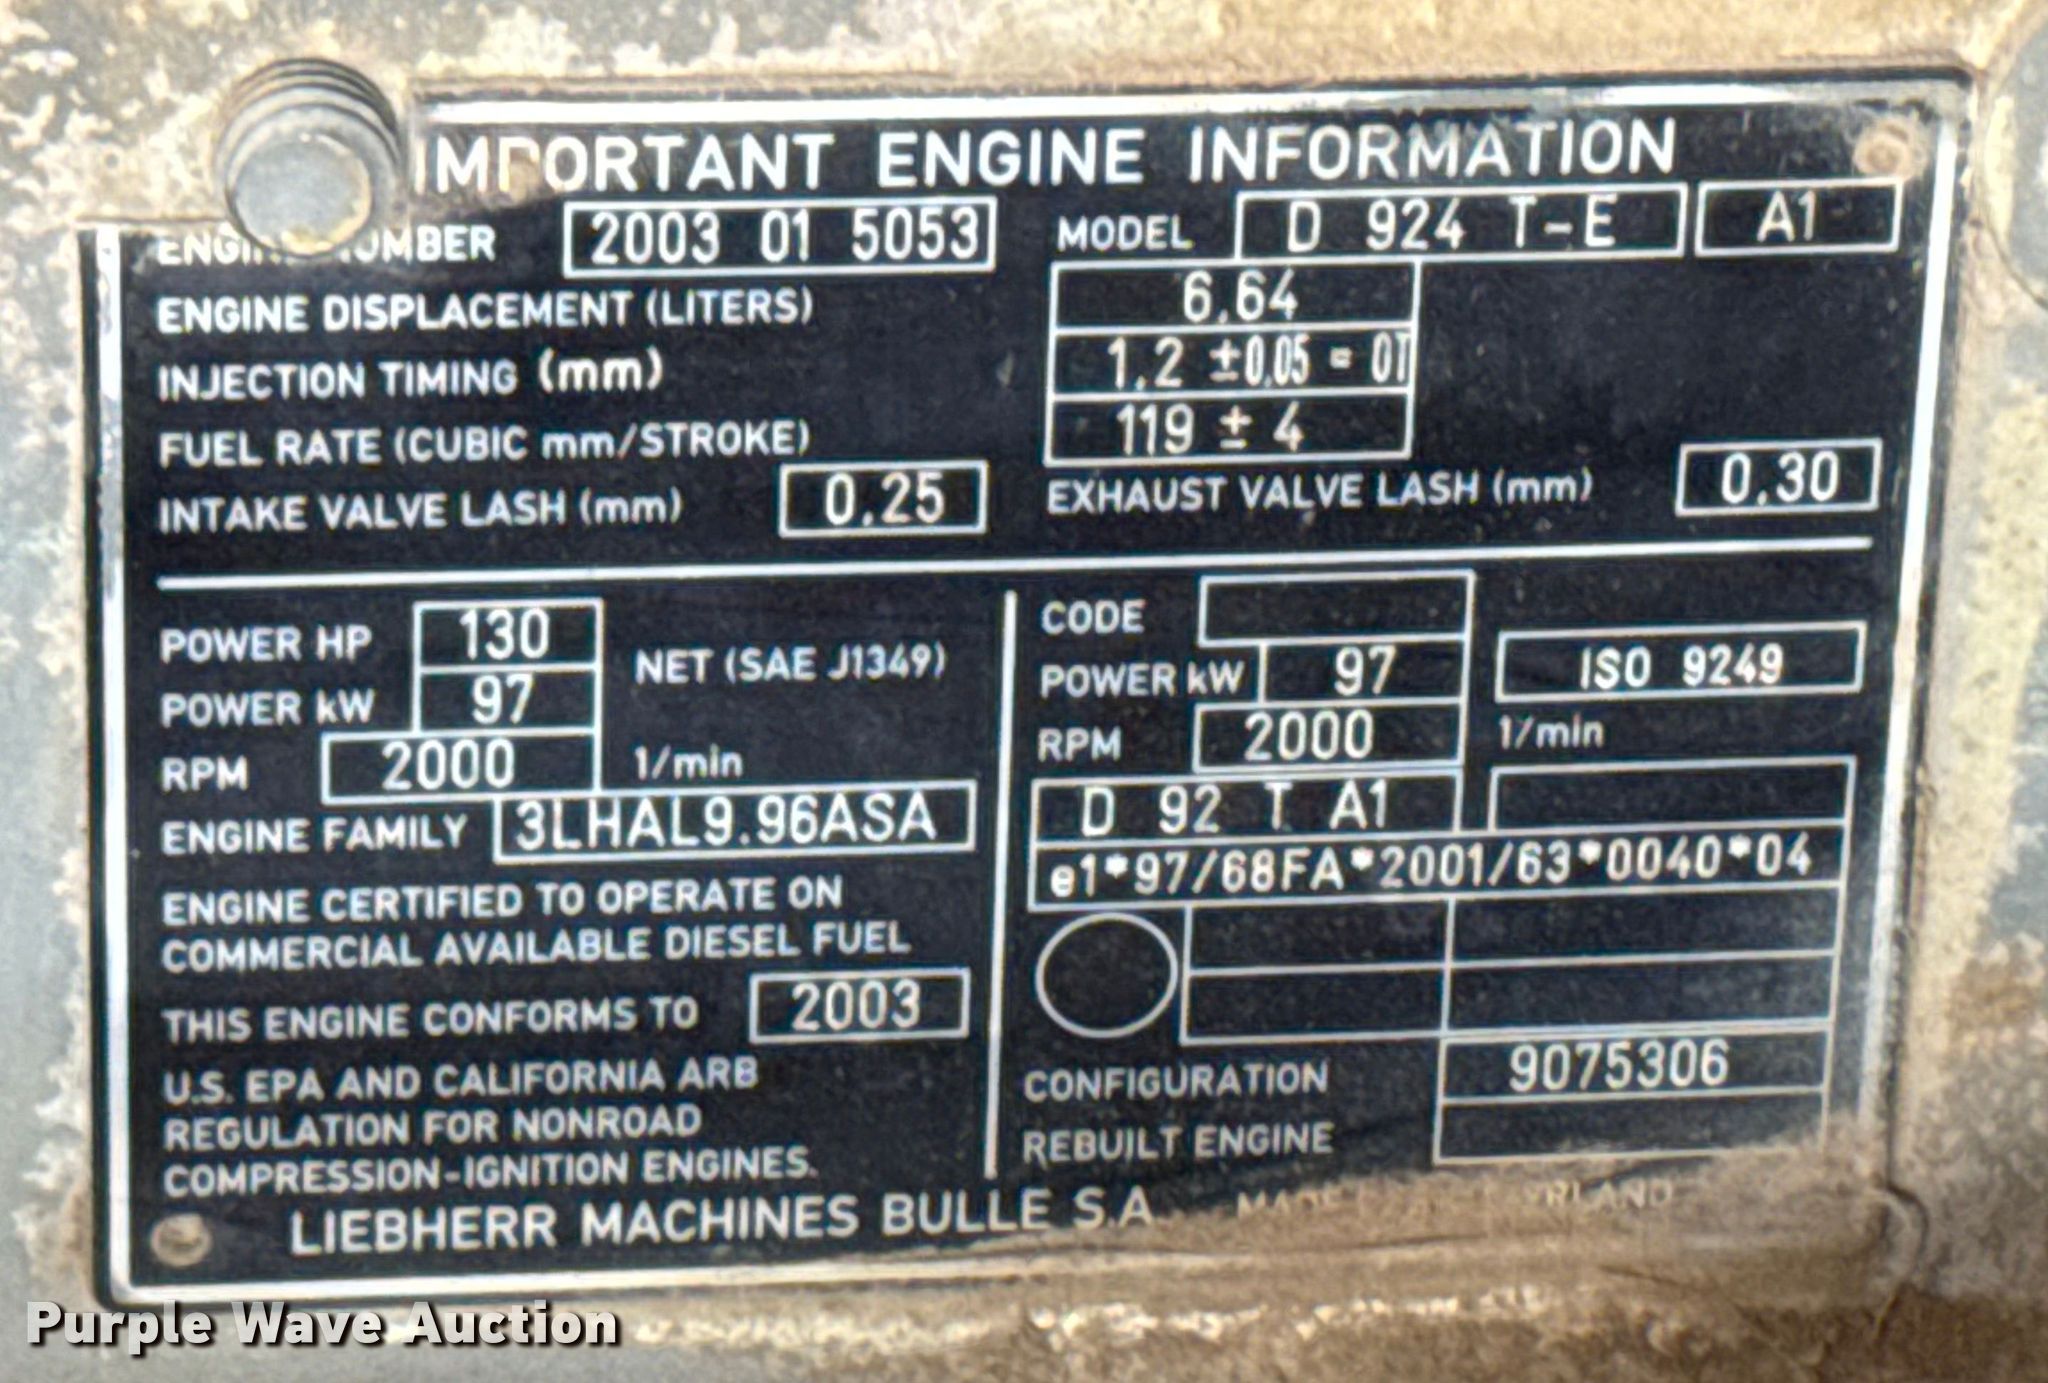 IMPORTANT ENGINE INFORMATION
ENGINE NUMBER 2003 01 5053 MODEL D 924 T-E A1
ENGINE DISPLACEMENT (LITERS) 6.64
INJECTION TIMING (mm) 1.2 ±0.05 = OT
FUEL RATE (CUBIC mm/STROKE) 119 ± 4
INTAKE VALVE LASH (mm) 0.25 EXHAUST VALVE LASH (mm) 0.30
POWER HP 130 NET (SAE J1349)
POWER kW 97
RPM 2000 1/min
ENGINE FAMILY 3LHAL9.96ASA
ENGINE CERTIFIED TO OPERATE ON
COMMERCIAL AVAILABLE DIESEL FUEL
THIS ENGINE CONFORMS TO 2003
U.S. EPA AND CALIFORNIA ARB
REGULATION FOR NONROAD
COMPRESSION-IGNITION ENGINES.
CODE
POWER kW 97 ISO 9249
RPM 2000 1/min
D 92 T A1
e1*97/68FA*2001/63*0040*04
CONFIGURATION 9075306
REBUILT ENGINE
LIEBHERR MACHINES BULLE S.A.
Purple Wave Auction